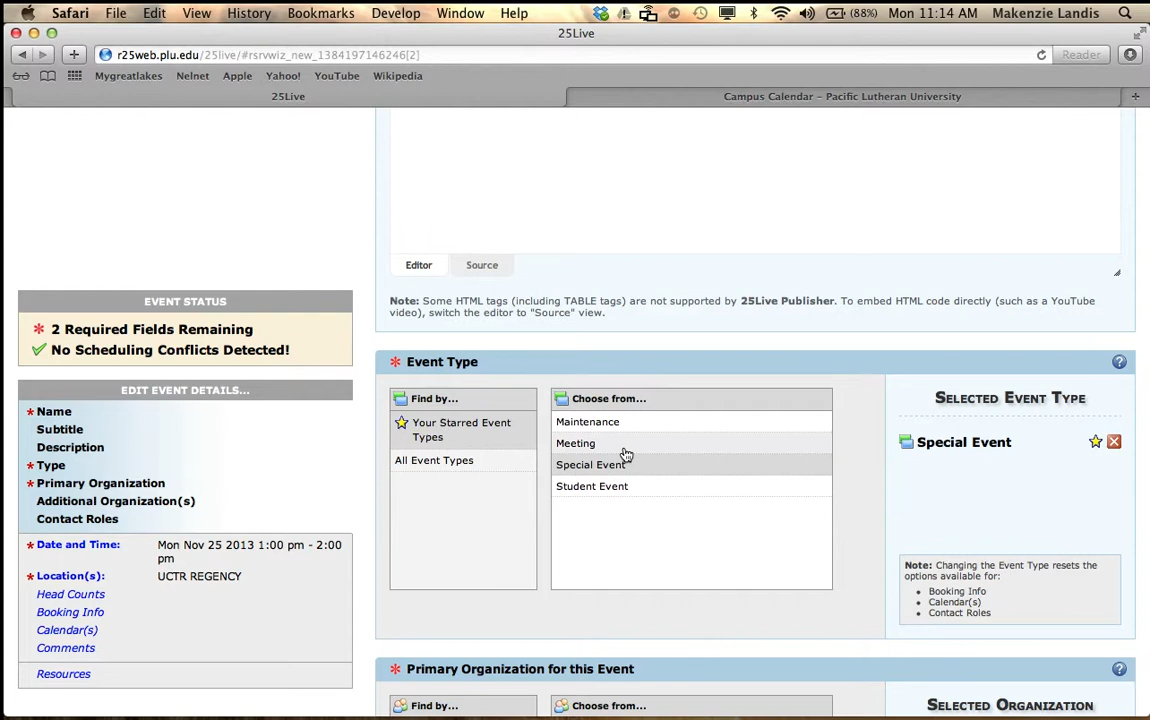 Safari File Edit View History Bookmarks Develop Window Help (88%) Mon 11:14 AM Makenzie Landis
25Live
r25web.plu.edu/25live/#rsrvwiz_new_1384197146246[2] Reader
Mygreatlakes Nelnet Apple Yahoo! YouTube Wikipedia
25Live Campus Calendar – Pacific Lutheran University
Editor Source
Note: Some HTML tags (including TABLE tags) are not supported by 25Live Publisher. To embed HTML code directly (such as a YouTube
video), switch the editor to "Source" view.
EVENT STATUS
* 2 Required Fields Remaining
No Scheduling Conflicts Detected!
EDIT EVENT DETAILS...
* Name
Subtitle
Description
* Type
* Primary Organization
Additional Organization(s)
Contact Roles
* Date and Time: Mon Nov 25 2013 1:00 pm - 2:00
pm
* Location(s): UCTR REGENCY
Head Counts
Booking Info
Calendar(s)
Comments
Resources
* Event Type ?
Find by...
Your Starred Event
Types
All Event Types
Choose from...
Maintenance
Meeting
Special Event
Student Event
SELECTED EVENT TYPE
Special Event
Note: Changing the Event Type resets the
options available for:
• Booking Info
• Calendar(s)
• Contact Roles
* Primary Organization for this Event ?
Find by... Choose from... SELECTED ORGANIZATION